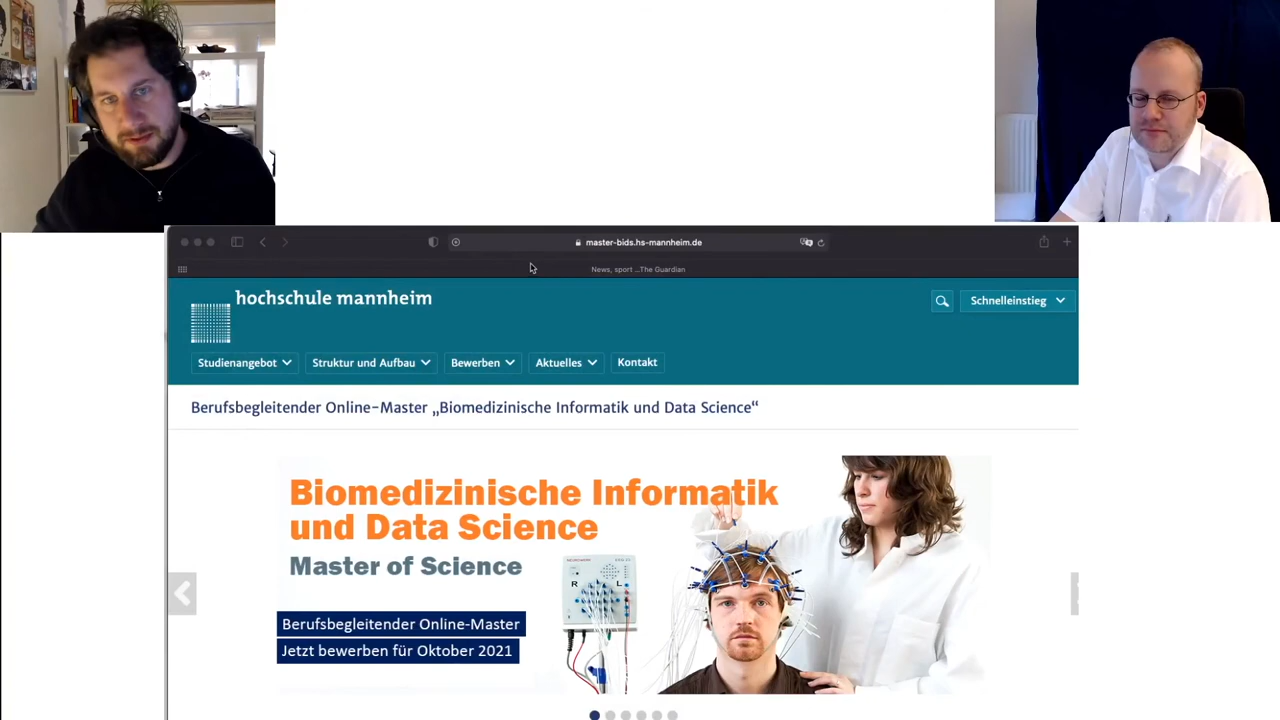 master-bids.hs-mannheim.de
News, sport ...The Guardian
hochschule mannheim
Schnelleinstieg
Studienangebot
Struktur und Aufbau
Bewerben
Aktuelles
Kontakt
Berufsbegleitender Online-Master „Biomedizinische Informatik und Data Science“
Biomedizinische Informatik
und Data Science
Master of Science
R
L
Berufsbegleitender Online-Master
Jetzt bewerben für Oktober 2021